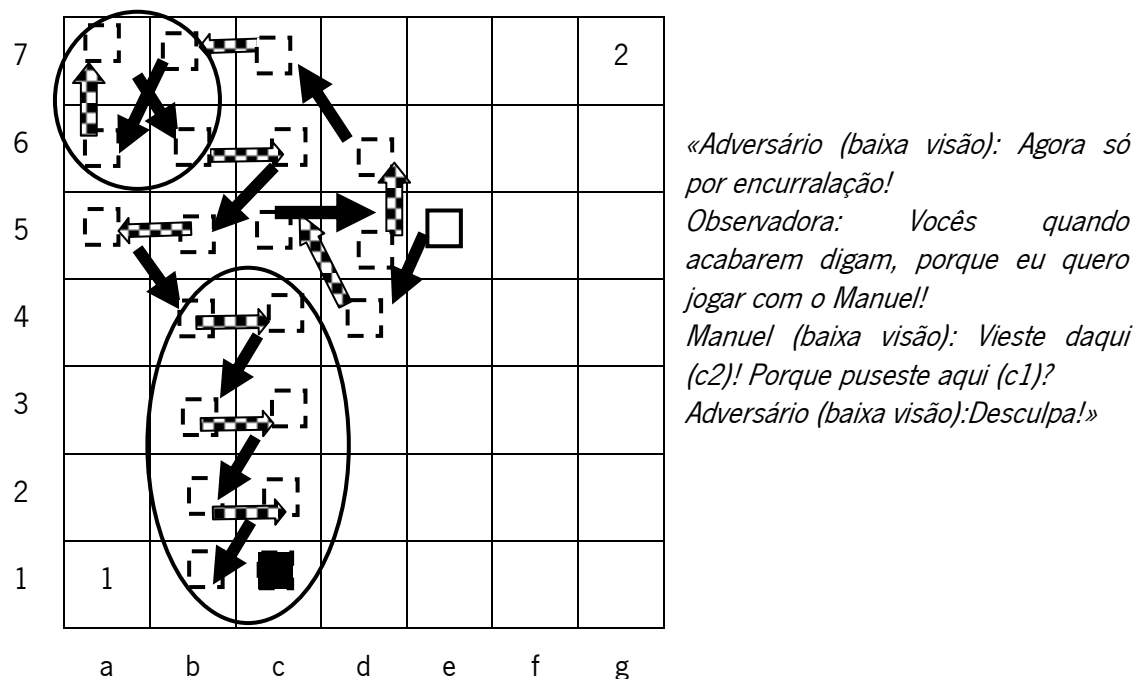 7
2
6
5
4
3
2
1
1
a b c d e f g
«Adversário (baixa visão): Agora só
por encurralação!
Observadora: Vocês quando
acabarem digam, porque eu quero
jogar com o Manuel!
Manuel (baixa visão): Vieste daqui
(c2)! Porque puseste aqui (c1)?
Adversário (baixa visão):Desculpa!»